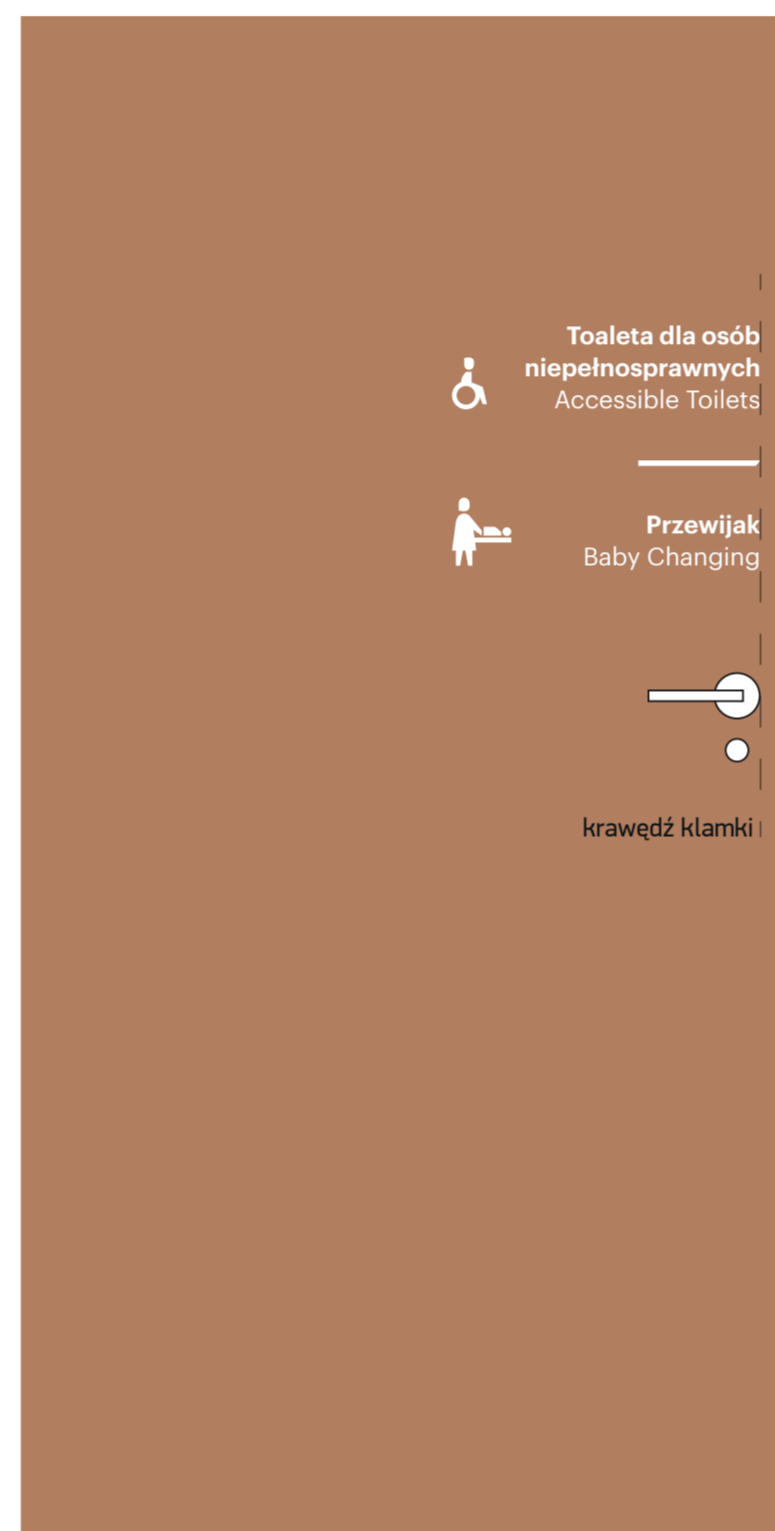 Toaleta dla osób
niepełnosprawnych
Accessible Toilets
Przewijak
Baby Changing
krawędź klamki